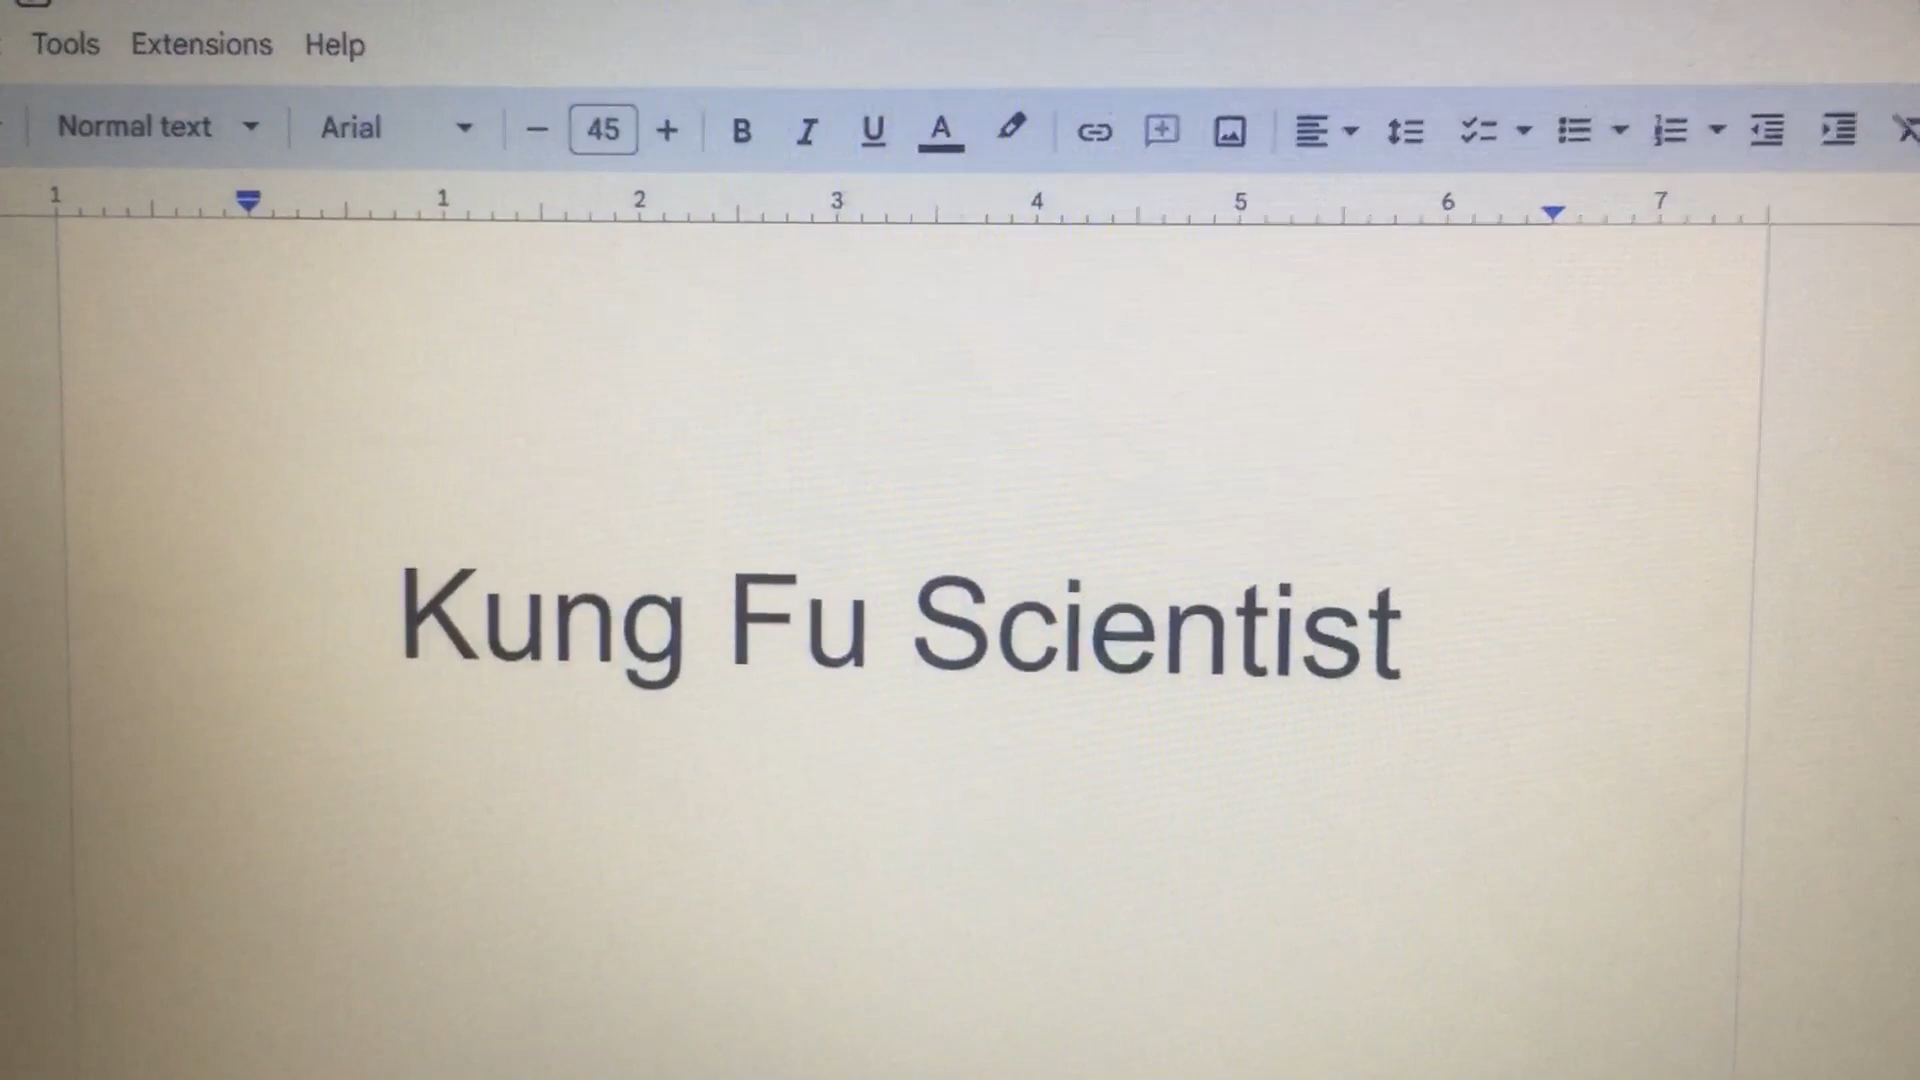 Tools Extensions Help
Normal text Arial 45 B I U A
1 1 2 3 4 5 6 7
Kung Fu Scientist